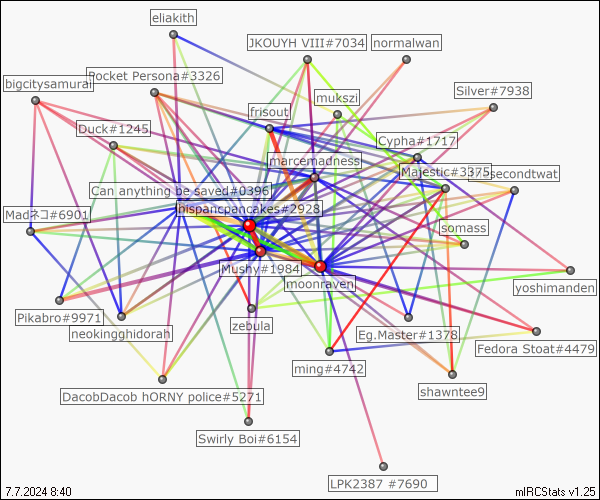 eliakith
JKOUYH VIII#7034
normalwan
bigcitysamurai
Pocket Persona#3326
Silver#7938
mukszi
frisout
Duck#1245
Cypha#1717
marcemadness
Majestic#3375
secondtwat
Can anything be saved#0396
Madネコ#6901
hispancpancakes#2928
somass
Mushy#1984
moonraven
yoshimanden
Pikabro#9971
neokingghidorah
zebula
Eg.Master#1378
Fedora Stoat#4479
ming#4742
DacobDacob hORNY police#5271
shawntee9
Swirly Boi#6154
LPK2387 #7690
7.7.2024 8:40
mIRCStats v1.25